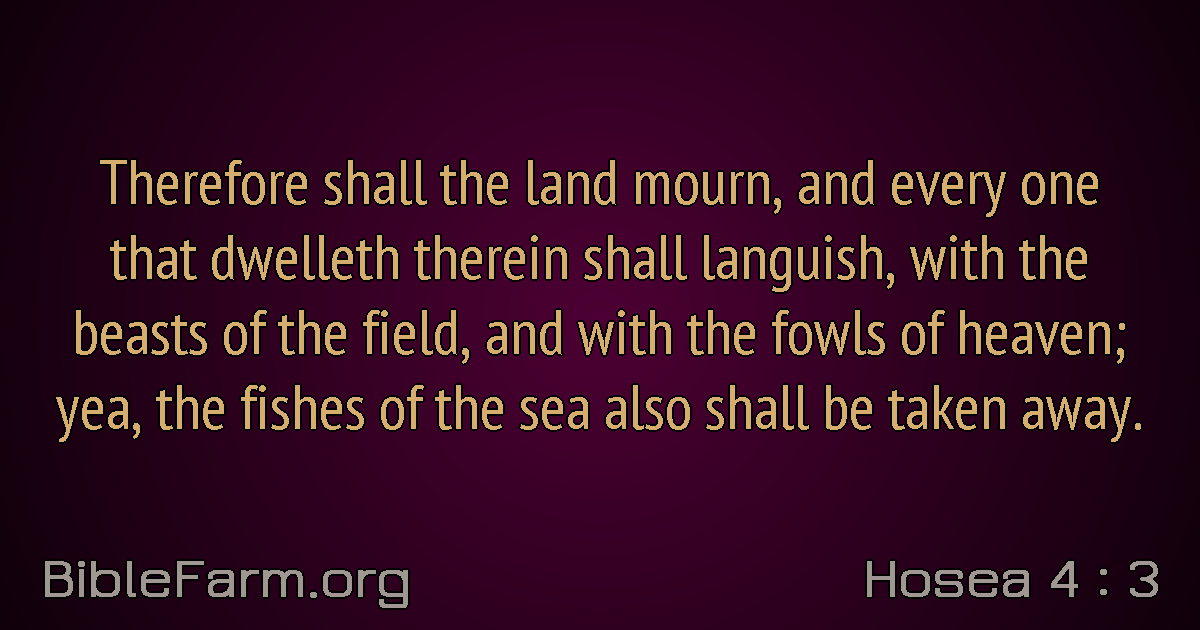 Therefore shall the land mourn, and every one
that dwelleth therein shall languish, with the
beasts of the field, and with the fowls of heaven;
yea, the fishes of the sea also shall be taken away.
BibleFarm.org
Hosea 4 : 3